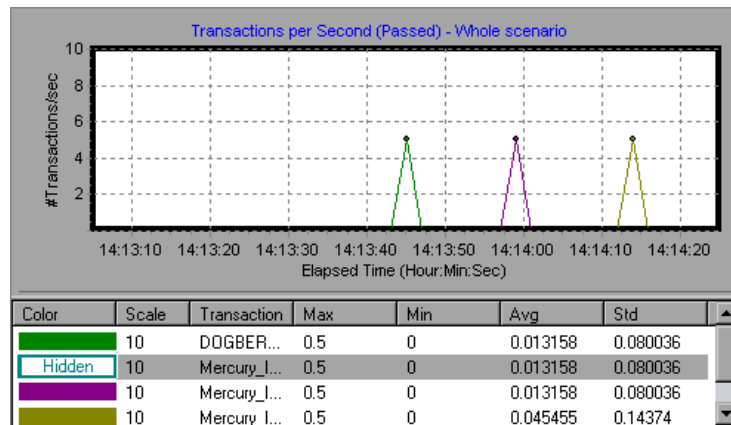 Transactions per Second (Passed) - Whole scenario
10
8
6
4
2
#Transactions/sec
14:13:10 14:13:20 14:13:30 14:13:40 14:13:50 14:14:00 14:14:10 14:14:20
Elapsed Time (Hour:Min:Sec)
Color Scale Transaction Max Min Avg Std
10 DOGBER... 0.5 0 0.013158 0.080036
Hidden 10 Mercury_I... 0.5 0 0.013158 0.080036
10 Mercury_I... 0.5 0 0.013158 0.080036
10 Mercury_I... 0.5 0 0.045455 0.14374